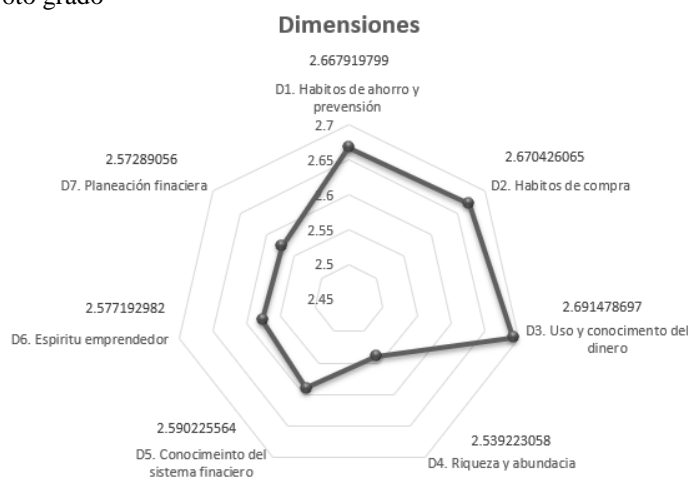 Dimensiones
2.667919799
D1. Habitos de ahorro y
prevensión
2.7
2.65
2.6
2.55
2.5
2.45
2.670426065
D2. Habitos de compra
2.691478697
D3. Uso y conocimento del
dinero
2.539223058
D4. Riqueza y abundacia
2.590225564
D5. Conocimeinto del
sistema finaciero
2.577192982
D6. Espiritu emprendedor
2.57289056
D7. Planeación finaciera